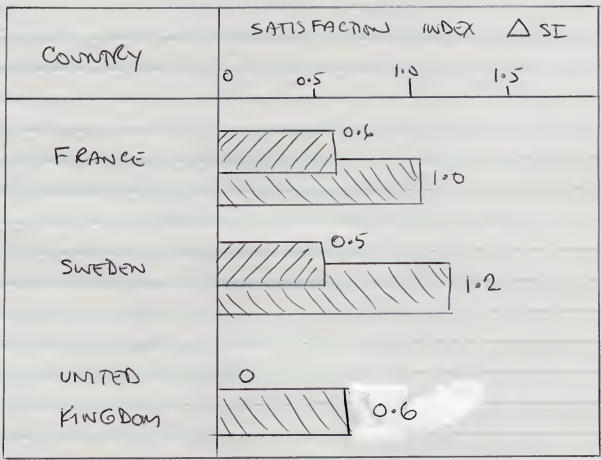 SATISFACTION INDEX △ SI
COUNTRY
0 0.5 1.0 1.5
FRANCE
0.6
1.0
SWEDEN
0.5
1.2
UNITED
KINGDOM
0
0.6